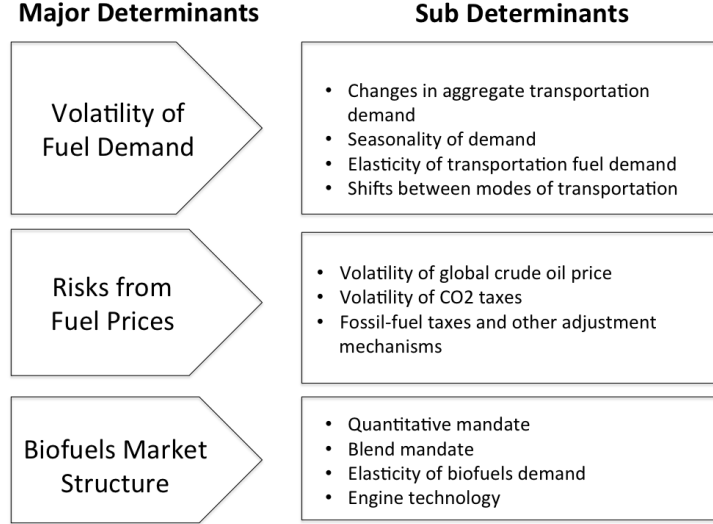 Major Determinants
Sub Determinants
Volatility of
Fuel Demand
• Changes in aggregate transportation
demand
• Seasonality of demand
• Elasticity of transportation fuel demand
• Shifts between modes of transportation
Risks from
Fuel Prices
• Volatility of global crude oil price
• Volatility of CO2 taxes
• Fossil-fuel taxes and other adjustment
mechanisms
Biofuels Market
Structure
• Quantitative mandate
• Blend mandate
• Elasticity of biofuels demand
• Engine technology